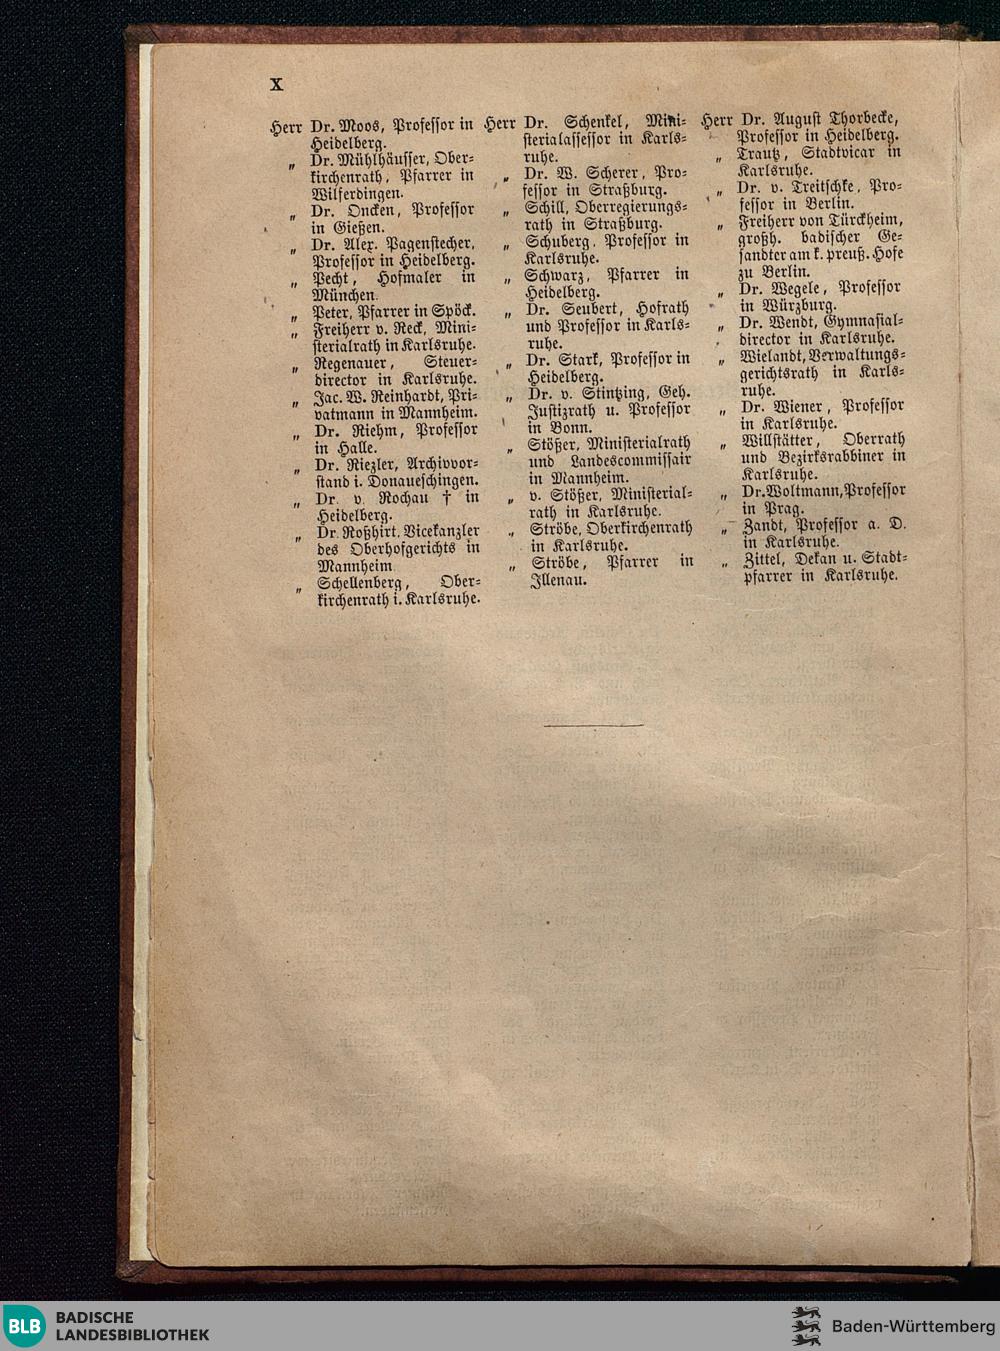 X
Herr Dr. Moos, Professor in
Heidelberg.
„ Dr. Mühlhäusser, Ober-
kirchenrath, Pfarrer in
Wilferdingen.
„ Dr. Oncken, Professor
in Gießen.
„ Dr. Alex. Pagenstecher,
Professor in Heidelberg.
„ Pecht, Hofmaler in
München.
„ Peter, Pfarrer in Spöck.
„ Freiherr v. Reck, Mini-
sterialrath in Karlsruhe.
„ Regenauer, Steuer-
director in Karlsruhe.
„ Jac. W. Reinhardt, Pri-
vatmann in Mannheim.
„ Dr. Riehm, Professor
in Halle.
„ Dr. Riezler, Archivvor-
stand i. Donaueschingen.
„ Dr. v. Rochau † in
Heidelberg.
„ Dr. Roßhirt, Vicekanzler
des Oberhofgerichts in
Mannheim.
„ Schellenberg, Ober-
kirchenrath i. Karlsruhe.
Herr Dr. Schenkel, Mini-
sterialassessor in Karls-
ruhe.
„ Dr. W. Scherer, Pro-
fessor in Straßburg.
„ Schill, Oberregierungs-
rath in Straßburg.
„ Schuberg, Professor in
Karlsruhe.
„ Schwarz, Pfarrer in
Heidelberg.
„ Dr. Seubert, Hofrath
und Professor in Karls-
ruhe.
„ Dr. Stark, Professor in
Heidelberg.
„ Dr. v. Stintzing, Geh.
Justizrath u. Professor
in Bonn.
„ Stößer, Ministerialrath
und Landescommissair
in Mannheim.
„ v. Stößer, Ministerial-
rath in Karlsruhe.
„ Ströbe, Oberkirchenrath
in Karlsruhe.
„ Ströbe, Pfarrer in
Illenau.
Herr Dr. August Thorbecke,
Professor in Heidelberg.
„ Trautz, Stadtvicar in
Karlsruhe.
„ Dr. v. Treitschke, Pro-
fessor in Berlin.
„ Freiherr von Türckheim,
großh. badischer Ge-
sandter am k. preuß. Hofe
zu Berlin.
„ Dr. Wegele, Professor
in Würzburg.
„ Dr. Wendt, Gymnasial-
director in Karlsruhe.
„ Wielandt, Verwaltungs-
gerichtsrath in Karls-
ruhe.
„ Dr. Wiener, Professor
in Karlsruhe.
„ Willstätter, Oberrath
und Bezirksrabbiner in
Karlsruhe.
„ Dr. Woltmann, Professor
in Prag.
„ Zandt, Professor a. D.
in Karlsruhe.
„ Zittel, Dekan u. Stadt-
pfarrer in Karlsruhe.
BLB BADISCHE
LANDESBIBLIOTHEK
Baden-Württemberg